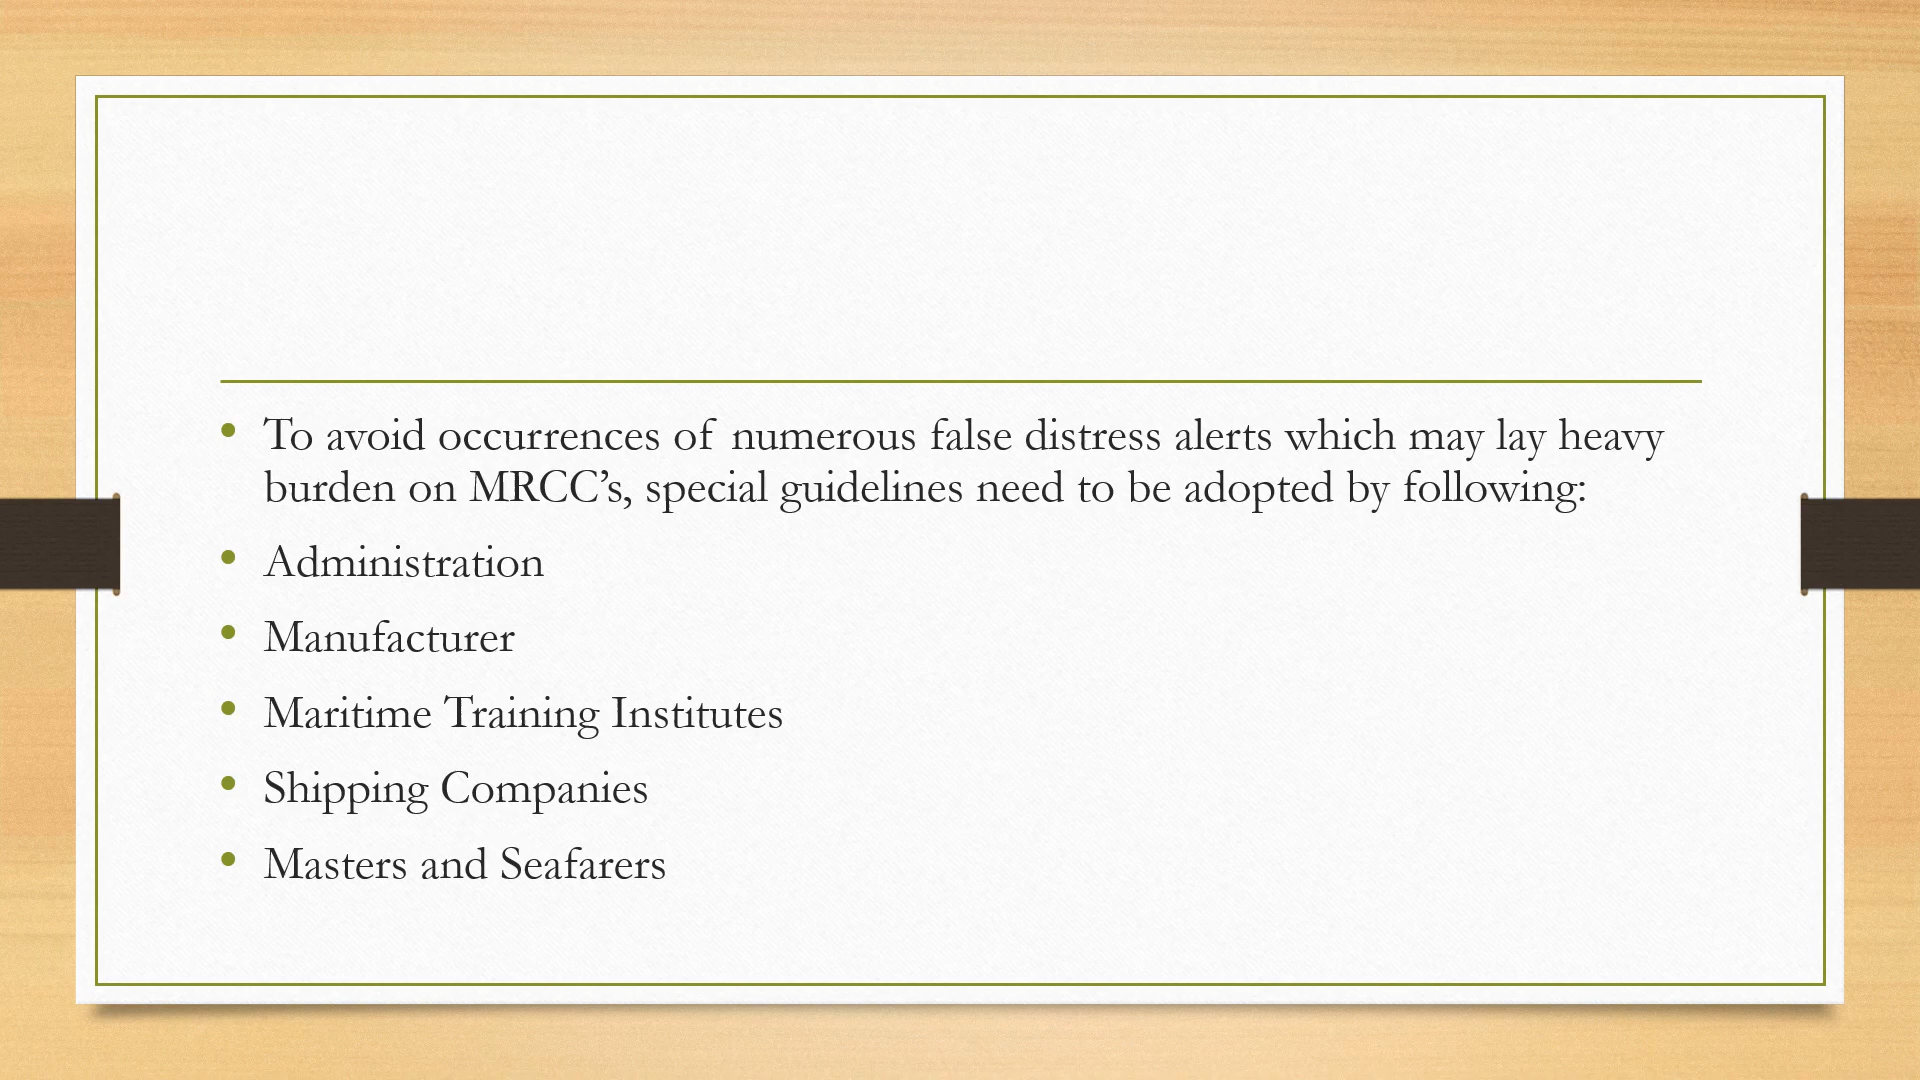 • To avoid occurrences of numerous false distress alerts which may lay heavy
burden on MRCC’s, special guidelines need to be adopted by following:
• Administration
• Manufacturer
• Maritime Training Institutes
• Shipping Companies
• Masters and Seafarers